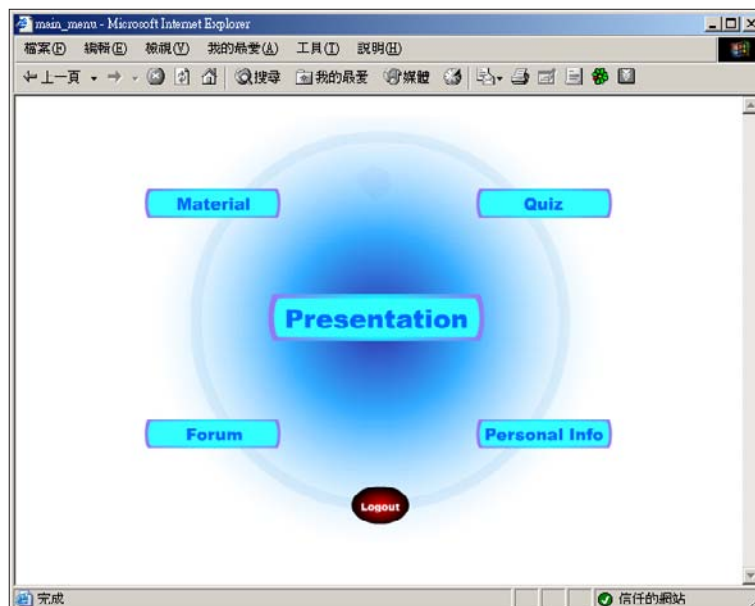 main_menu - Microsoft Internet Explorer
檔案(F) 編輯(E) 檢視(V) 我的最愛(A) 工具(T) 說明(H)
上一頁 搜尋 我的最愛 媒體
Material Quiz
Presentation
Forum Personal Info
Logout
完成 信任的網站